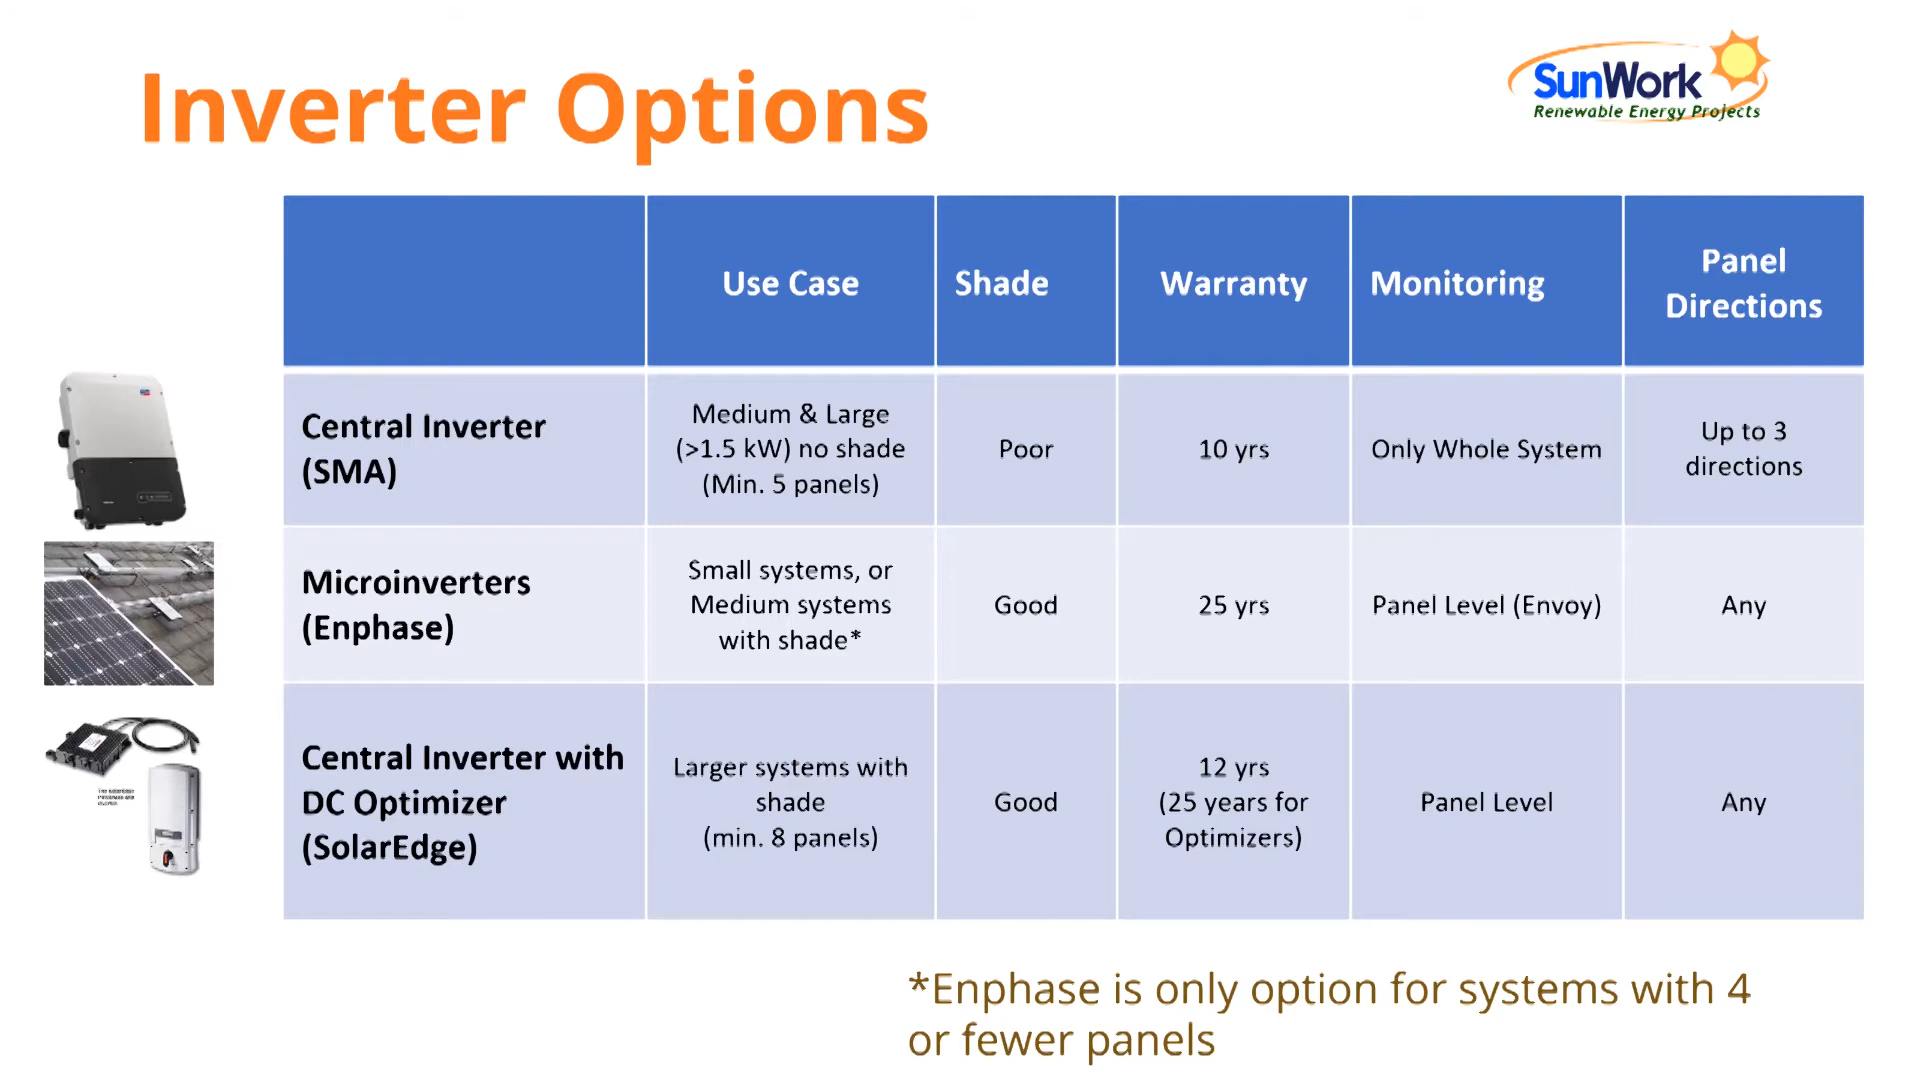 Inverter Options
SunWork
Renewable Energy Projects
Use Case
Shade
Warranty
Monitoring
Panel
Directions
Central Inverter
(SMA)
Medium & Large
(>1.5 kW) no shade
(Min. 5 panels)
Poor
10 yrs
Only Whole System
Up to 3
directions
Microinverters
(Enphase)
Small systems, or
Medium systems
with shade*
Good
25 yrs
Panel Level (Envoy)
Any
Central Inverter with
DC Optimizer
(SolarEdge)
Larger systems with
shade
(min. 8 panels)
Good
12 yrs
(25 years for
Optimizers)
Panel Level
Any
*Enphase is only option for systems with 4
or fewer panels